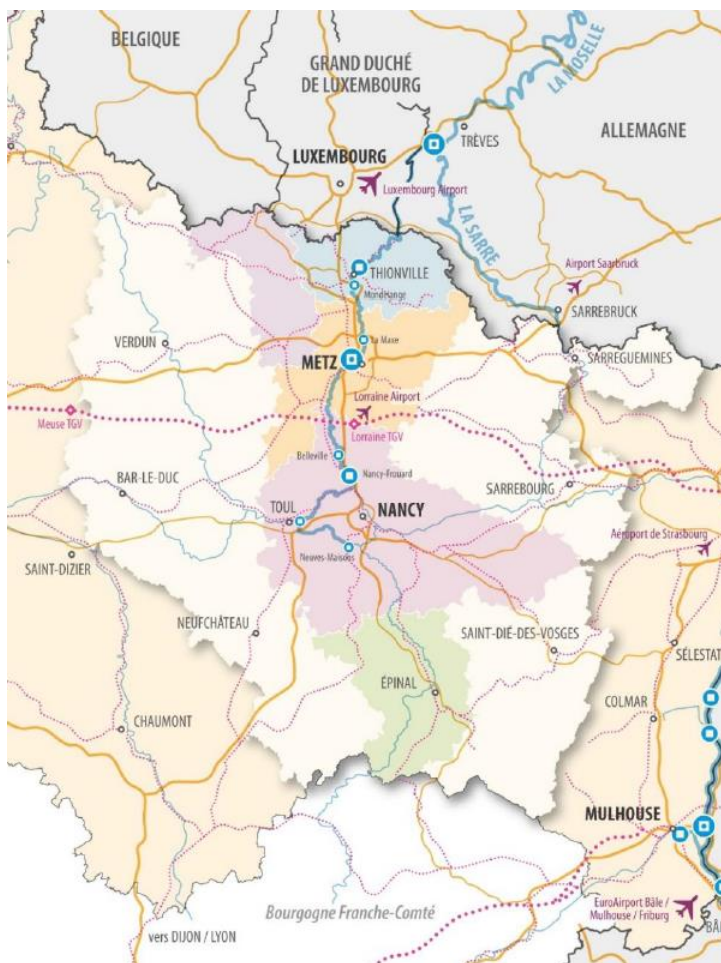 BELGIQUE
GRAND DUCHÉ
DE LUXEMBOURG
LA MOSELLE
ALLEMAGNE
TRÈVES
LUXEMBOURG
Luxembourg Airport
LA SARRE
Airport Saarbruck
THIONVILLE
Mondelange
SARREBRUCK
VERDUN
La Maxe
METZ
SARREGUEMINES
Lorraine Airport
Meuse TGV
Lorraine TGV
Belleville
Nancy-Frouard
BAR-LE-DUC
SARREBOURG
TOUL
NANCY
Aéroport de Strasbourg
Neuves-Maisons
SAINT-DIZIER
NEUFCHÂTEAU
SAINT-DIÉ-DES-VOSGES
SÉLESTAT
ÉPINAL
COLMAR
CHAUMONT
MULHOUSE
EuroAirport Bâle /
Mulhouse / Friburg
Bourgogne Franche-Comté
vers DIJON / LYON